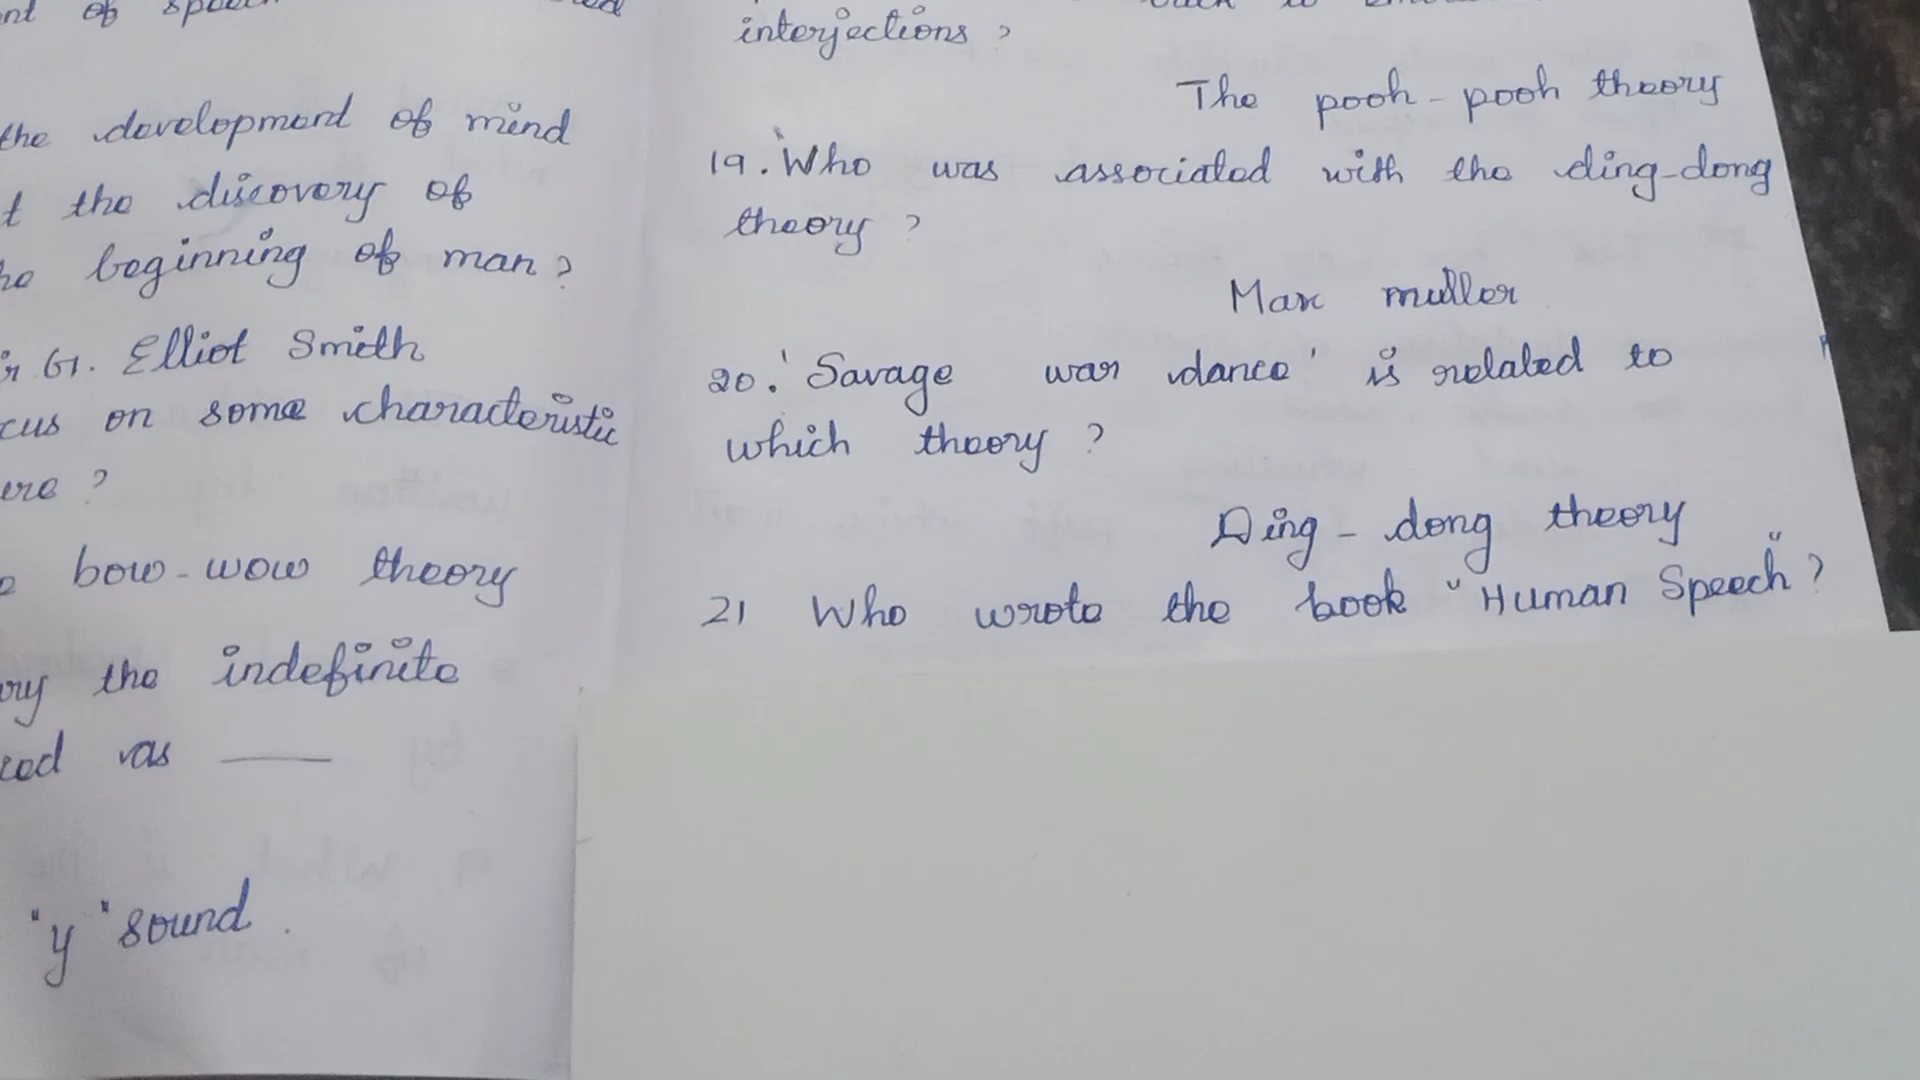 of
the development of mind
the discovery of
beginning of man?
G. Elliot Smith
on some characteristic
?
bow-wow theory
the indefinite
as ——
"y" sound.
interjections?
The pooh-pooh theory
19. Who was associated with the ding-dong
theory?
Max muller
20. 'Savage war dance' is related to
which theory?
Ding-dong theory
21 Who wrote the book "Human Speech"?